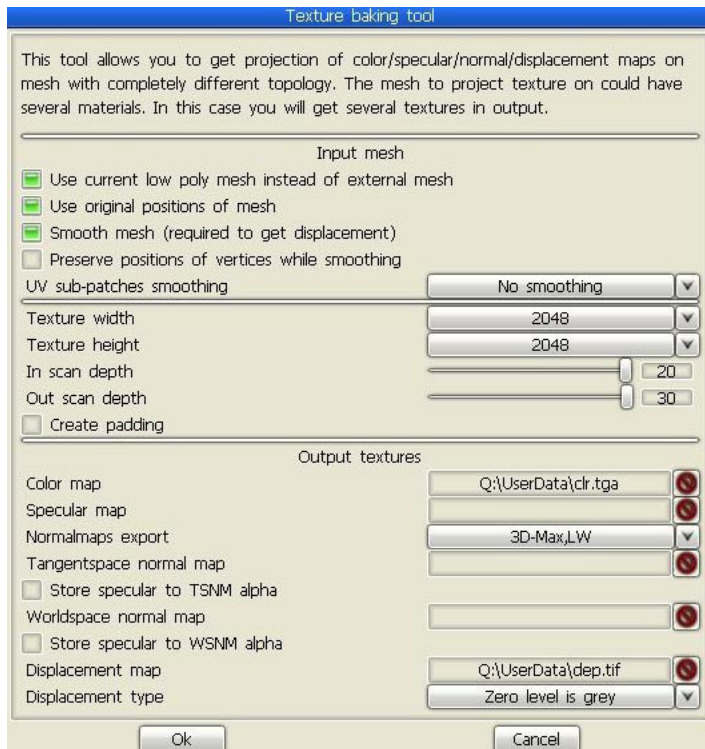 Texture baking tool
This tool allows you to get projection of color/specular/normal/displacement maps on
mesh with completely different topology. The mesh to project texture on could have
several materials. In this case you will get several textures in output.
Input mesh
Use current low poly mesh instead of external mesh
Use original positions of mesh
Smooth mesh (required to get displacement)
Preserve positions of vertices while smoothing
UV sub-patches smoothing No smoothing
Texture width 2048
Texture height 2048
In scan depth 20
Out scan depth 30
Create padding
Output textures
Color map Q:\UserData\clr.tga
Specular map
Normalmaps export 3D-Max,LW
Tangentspace normal map
Store specular to TSNM alpha
Worldspace normal map
Store specular to WSNM alpha
Displacement map Q:\UserData\dep.tif
Displacement type Zero level is grey
Ok Cancel